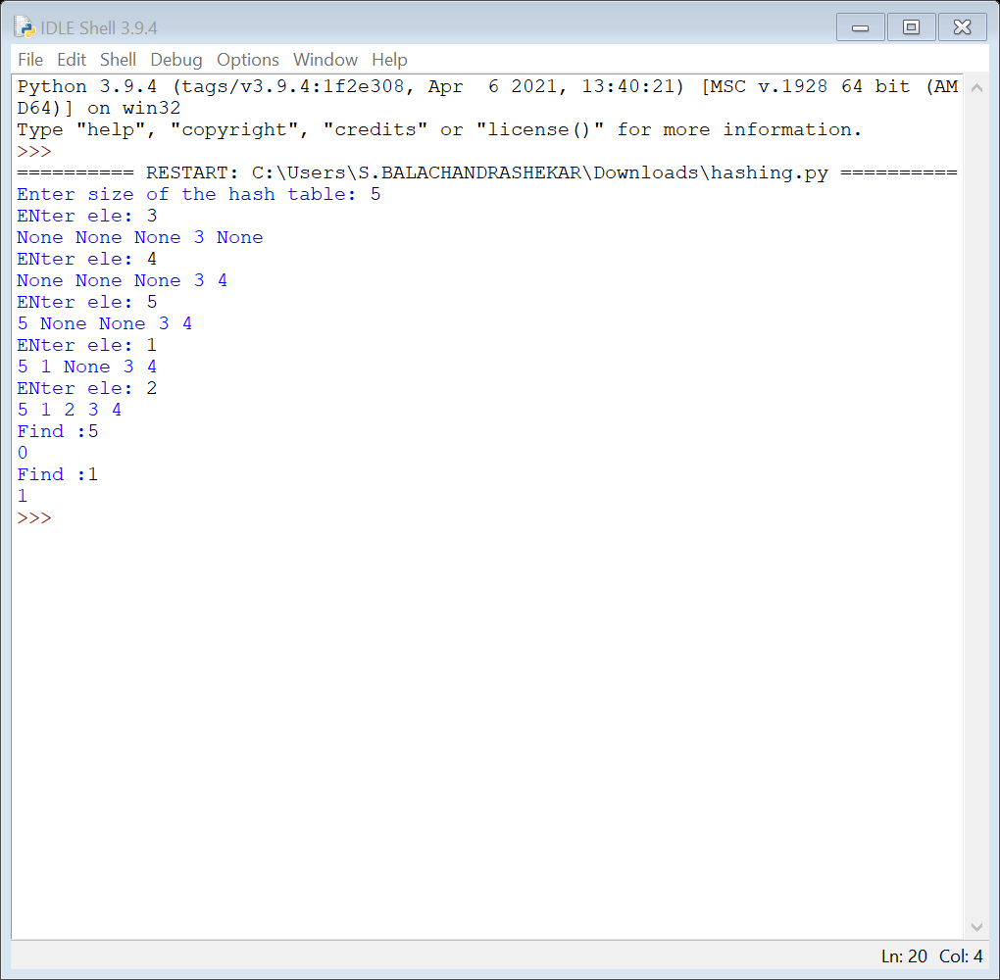 IDLE Shell 3.9.4
File Edit Shell Debug Options Window Help
Python 3.9.4 (tags/v3.9.4:1f2e308, Apr  6 2021, 13:40:21) [MSC v.1928 64 bit (AM
D64)] on win32
Type "help", "copyright", "credits" or "license()" for more information.
>>>
========== RESTART: C:\Users\S.BALACHANDRASHEKAR\Downloads\hashing.py ==========
Enter size of the hash table: 5
ENter ele: 3
None None None 3 None
ENter ele: 4
None None None 3 4
ENter ele: 5
5 None None 3 4
ENter ele: 1
5 1 None 3 4
ENter ele: 2
5 1 2 3 4
Find :5
0
Find :1
1
>>>
Ln: 20 Col: 4